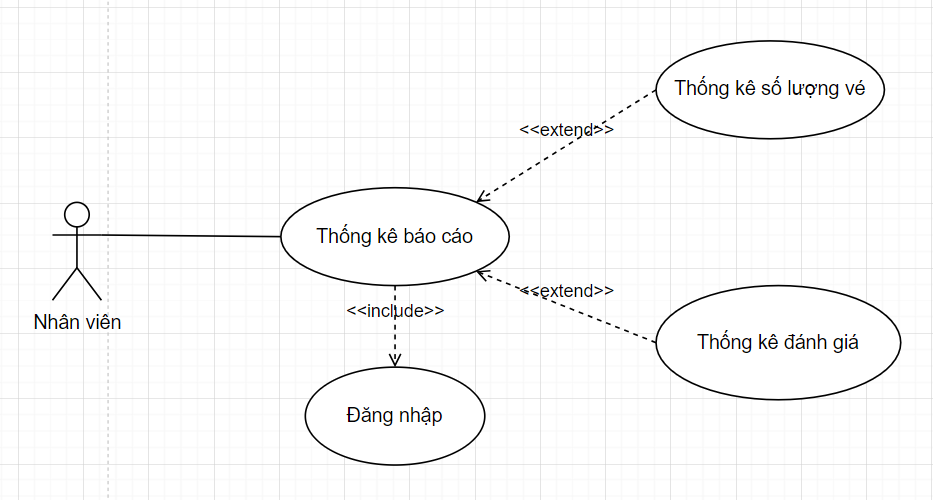 Thống kê số lượng vé
<<extend>>
Thống kê báo cáo
<<extend>>
<<include>>
Nhân viên
Thống kê đánh giá
Đăng nhập